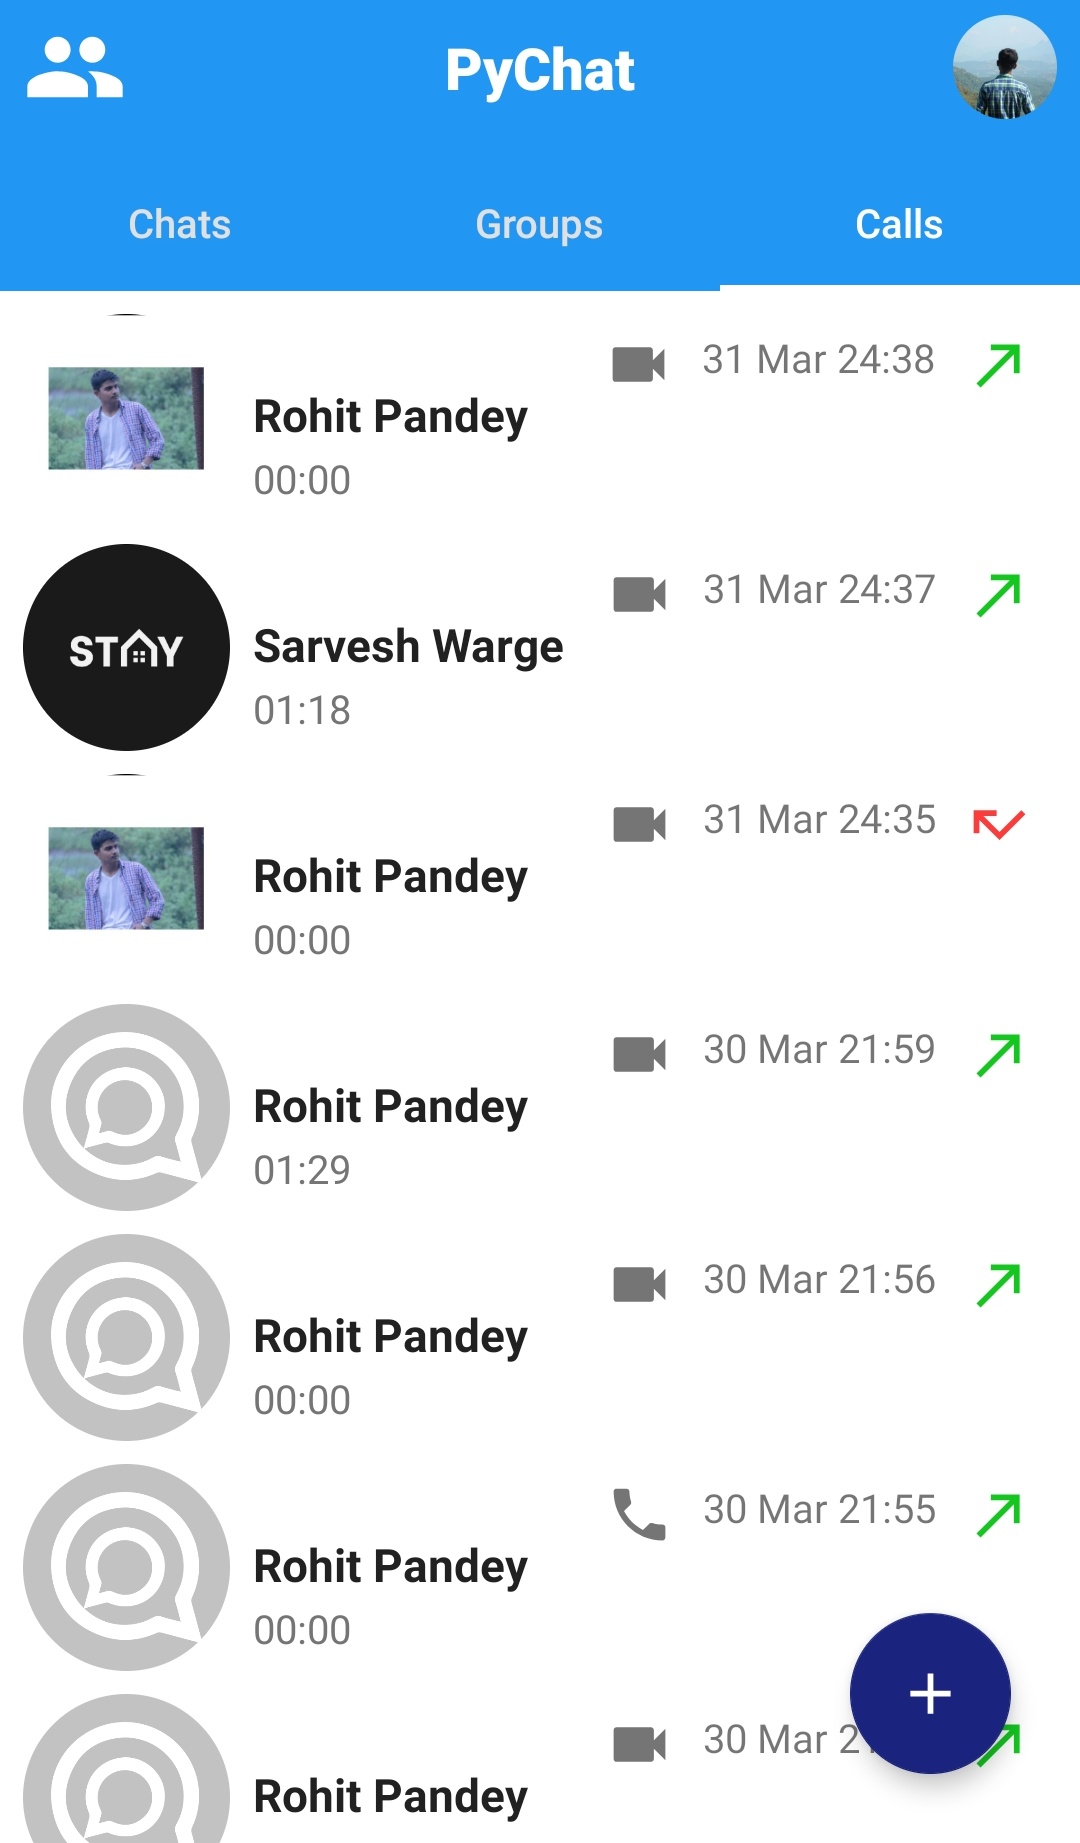 PyChat
Chats
Groups
Calls
31 Mar 24:38
Rohit Pandey
00:00
31 Mar 24:37
STAY
Sarvesh Warge
01:18
31 Mar 24:35
Rohit Pandey
00:00
30 Mar 21:59
Rohit Pandey
01:29
30 Mar 21:56
Rohit Pandey
00:00
30 Mar 21:55
Rohit Pandey
00:00
30 Mar
Rohit Pandey